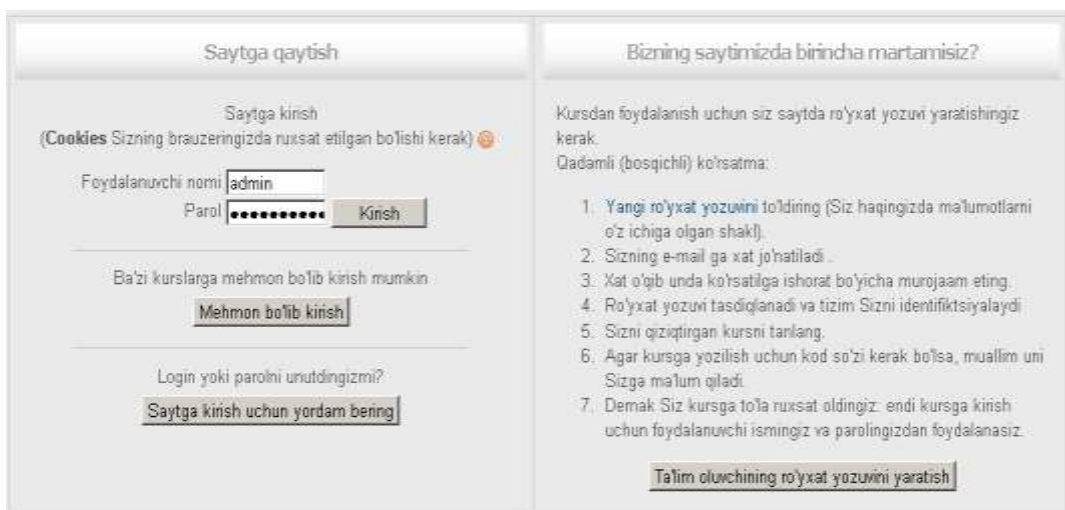 Saytga qaytish
Saytga kirish
(Cookies Sizning brauzeringizda ruxsat etilgan bo'lishi kerak)
Foydalanuvchi nomi admin
Parol ●●●●●●●●●● Kirish
Ba'zi kurslarga mehmon bo'lib kirish mumkin
Mehmon bo'lib kirish
Login yoki parolni unutdingizmi?
Saytga kirish uchun yordam bering
Bizning saytimizda birincha martamisiz?
Kursdan foydalanish uchun siz saytda ro'yxat yozuvi yaratishingiz
kerak.
Qadamli (bosqichli) ko'rsatma:
1. Yangi ro'yxat yozuvini to'ldiring (Siz haqingizda ma'lumotlarni
o'z ichiga olgan shakl).
2. Sizning e-mail ga xat jo'natiladi .
3. Xat o'qib unda ko'rsatilga ishorat bo'yicha murojaam eting.
4. Ro'yxat yozuvi tasdiqlanadi va tizim Sizni identifiktsiyalaydi
5. Sizni qiziqtirgan kursni tanlang.
6. Agar kursga yozilish uchun kod so'zi kerak bo'lsa, muallim uni
Sizga ma'lum qiladi.
7. Demak Siz kursga to'la ruxsat oldingiz: endi kursga kirish
uchun foydalanuvchi ismingiz va parolingizdan foydalanasiz.
Ta'lim oluvchining ro'yxat yozuvini yaratish